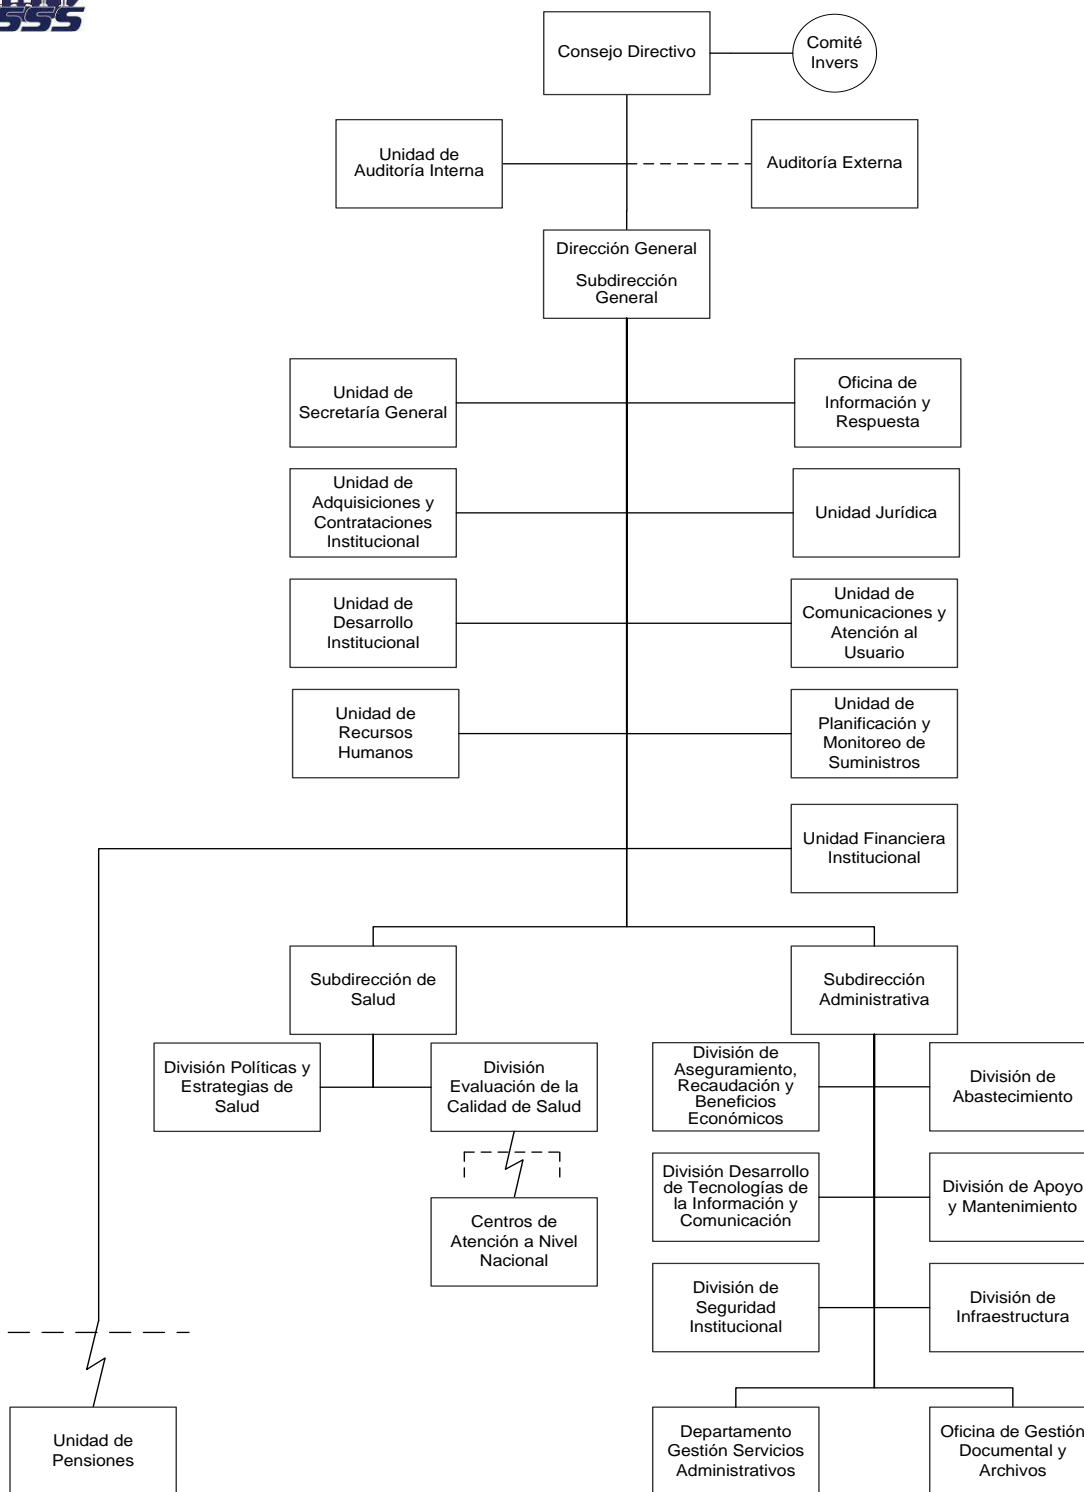 Consejo Directivo
Comité
Invers
Unidad de
Auditoría Interna
Auditoría Externa
Dirección General
Subdirección
General
Unidad de
Secretaría General
Oficina de
Información y
Respuesta
Unidad de
Adquisiciones y
Contrataciones
Institucional
Unidad Jurídica
Unidad de
Desarrollo
Institucional
Unidad de
Comunicaciones y
Atención al
Usuario
Unidad de
Recursos
Humanos
Unidad de
Planificación y
Monitoreo de
Suministros
Unidad Financiera
Institucional
Subdirección de
Salud
Subdirección
Administrativa
División Políticas y
Estrategias de
Salud
División
Evaluación de la
Calidad de Salud
División de
Aseguramiento,
Recaudación y
Beneficios
Económicos
División de
Abastecimiento
Centros de
Atención a Nivel
Nacional
División Desarrollo
de Tecnologías de
la Información y
Comunicación
División de Apoyo
y Mantenimiento
División de
Seguridad
Institucional
División de
Infraestructura
Unidad de
Pensiones
Departamento
Gestión Servicios
Administrativos
Oficina de Gestión
Documental y
Archivos